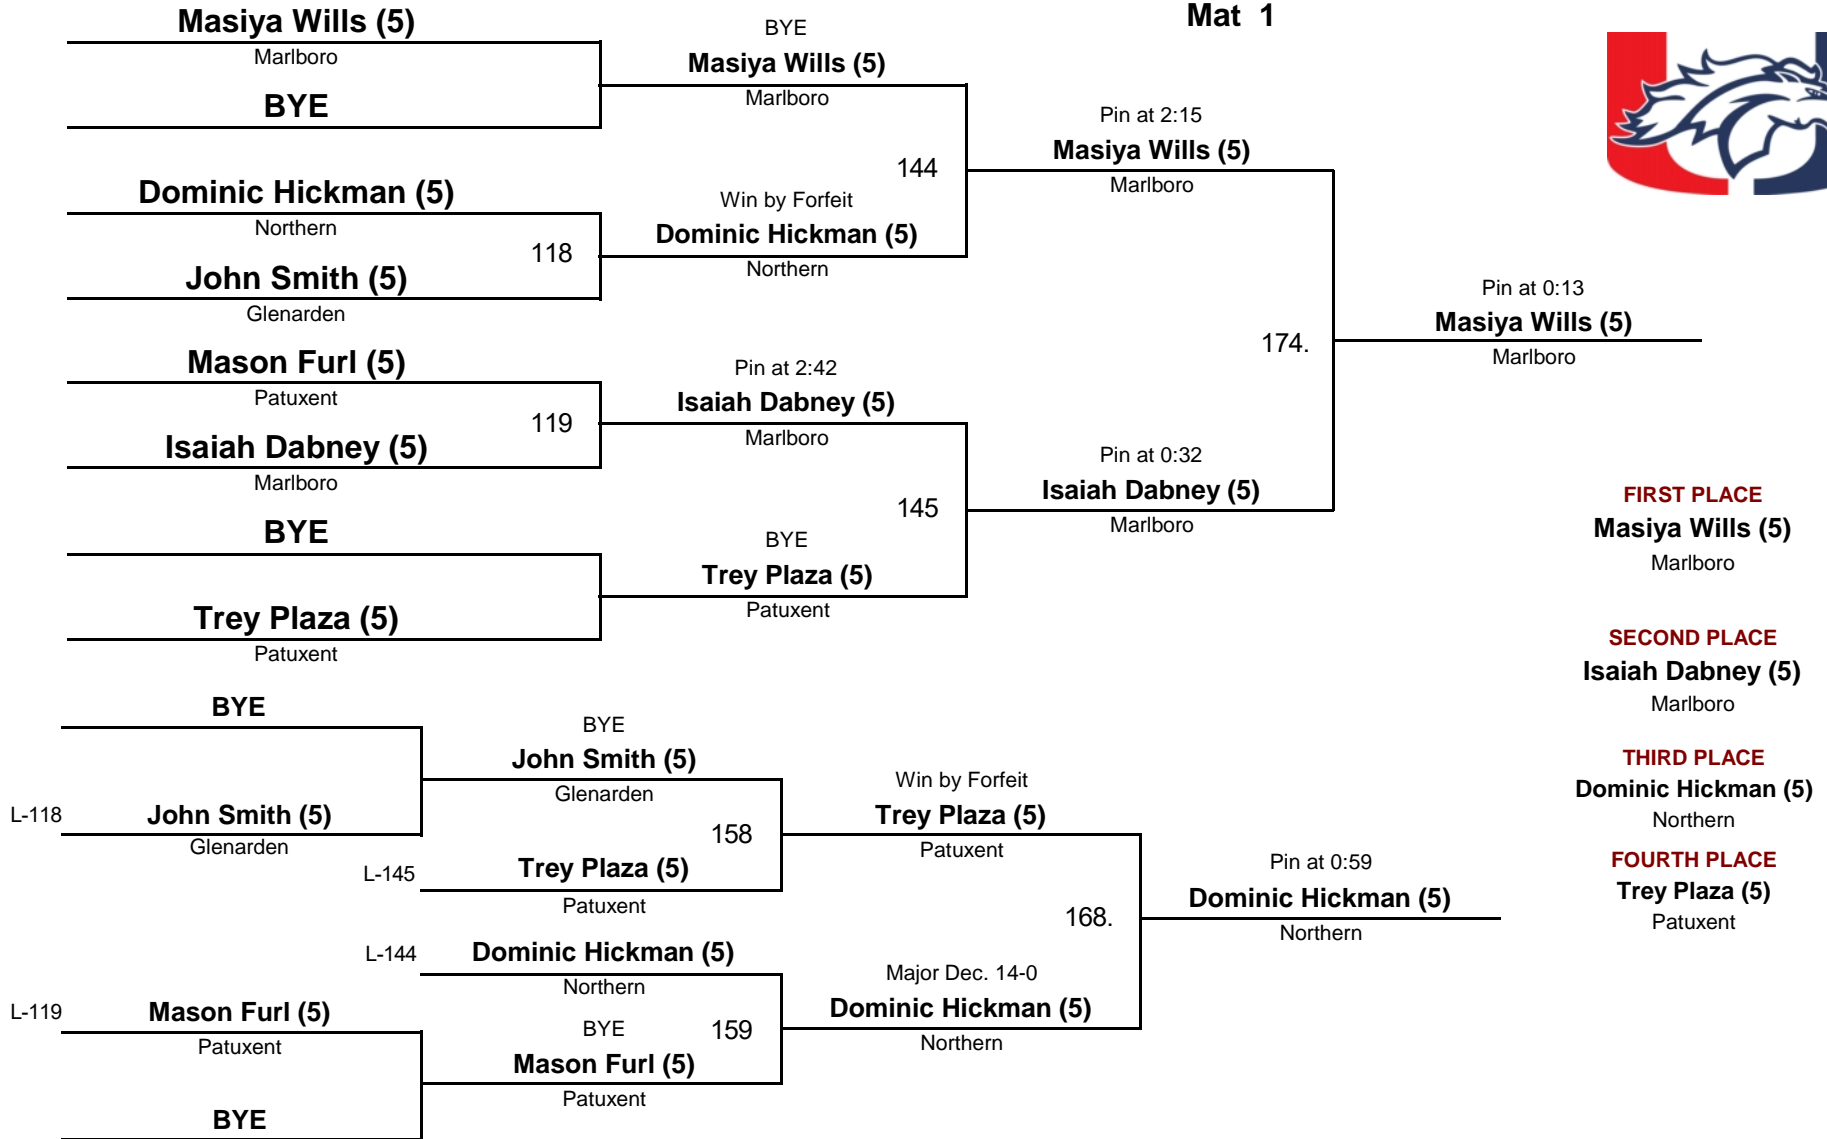 Mat 1
Masiya Wills (5)
Marlboro
BYE
Dominic Hickman (5)
Northern
118
John Smith (5)
Glenarden
Mason Furl (5)
Patuxent
119
Isaiah Dabney (5)
Marlboro
BYE
Trey Plaza (5)
Patuxent
BYE
Masiya Wills (5)
Marlboro
144
Win by Forfeit
Dominic Hickman (5)
Northern
Pin at 2:42
Isaiah Dabney (5)
Marlboro
145
BYE
Trey Plaza (5)
Patuxent
Pin at 2:15
Masiya Wills (5)
Marlboro
174.
Pin at 0:32
Isaiah Dabney (5)
Marlboro
Pin at 0:13
Masiya Wills (5)
Marlboro
BYE
L-118
John Smith (5)
Glenarden
L-119
Mason Furl (5)
Patuxent
BYE
BYE
John Smith (5)
Glenarden
158
L-145
Trey Plaza (5)
Patuxent
L-144
Dominic Hickman (5)
Northern
BYE
159
Mason Furl (5)
Patuxent
Win by Forfeit
Trey Plaza (5)
Patuxent
168.
Major Dec. 14-0
Dominic Hickman (5)
Northern
Pin at 0:59
Dominic Hickman (5)
Northern
FIRST PLACE
Masiya Wills (5)
Marlboro
SECOND PLACE
Isaiah Dabney (5)
Marlboro
THIRD PLACE
Dominic Hickman (5)
Northern
FOURTH PLACE
Trey Plaza (5)
Patuxent